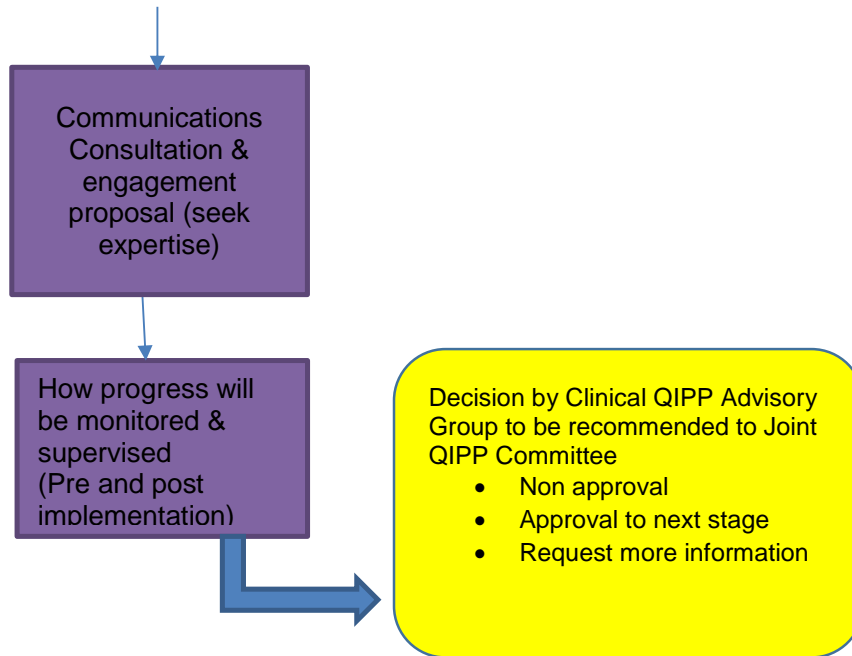 Communications
Consultation &
engagement
proposal (seek
expertise)
How progress will
be monitored &
supervised
(Pre and post
implementation)
Decision by Clinical QIPP Advisory
Group to be recommended to Joint
QIPP Committee
• Non approval
• Approval to next stage
• Request more information